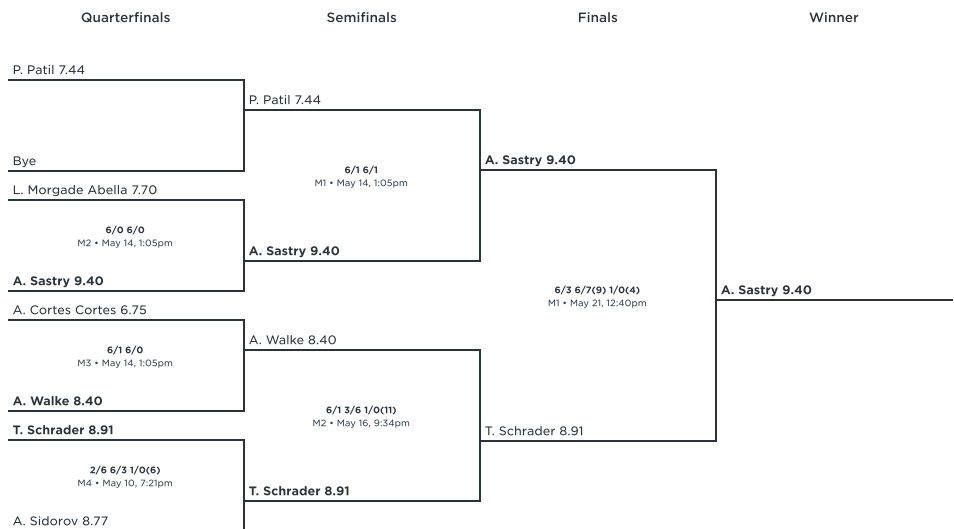 Quarterfinals
Semifinals
Finals
Winner
P. Patil 7.44
Bye
L. Morgade Abella 7.70
6/0 6/0
M2 • May 14, 1:05pm
A. Sastry 9.40
A. Cortes Cortes 6.75
6/1 6/0
M3 • May 14, 1:05pm
A. Walke 8.40
T. Schrader 8.91
2/6 6/3 1/0(6)
M4 • May 10, 7:21pm
A. Sidorov 8.77
P. Patil 7.44
6/1 6/1
M1 • May 14, 1:05pm
A. Sastry 9.40
A. Walke 8.40
6/1 3/6 1/0(11)
M2 • May 16, 9:34pm
T. Schrader 8.91
A. Sastry 9.40
6/3 6/7(9) 1/0(4)
M1 • May 21, 12:40pm
T. Schrader 8.91
A. Sastry 9.40